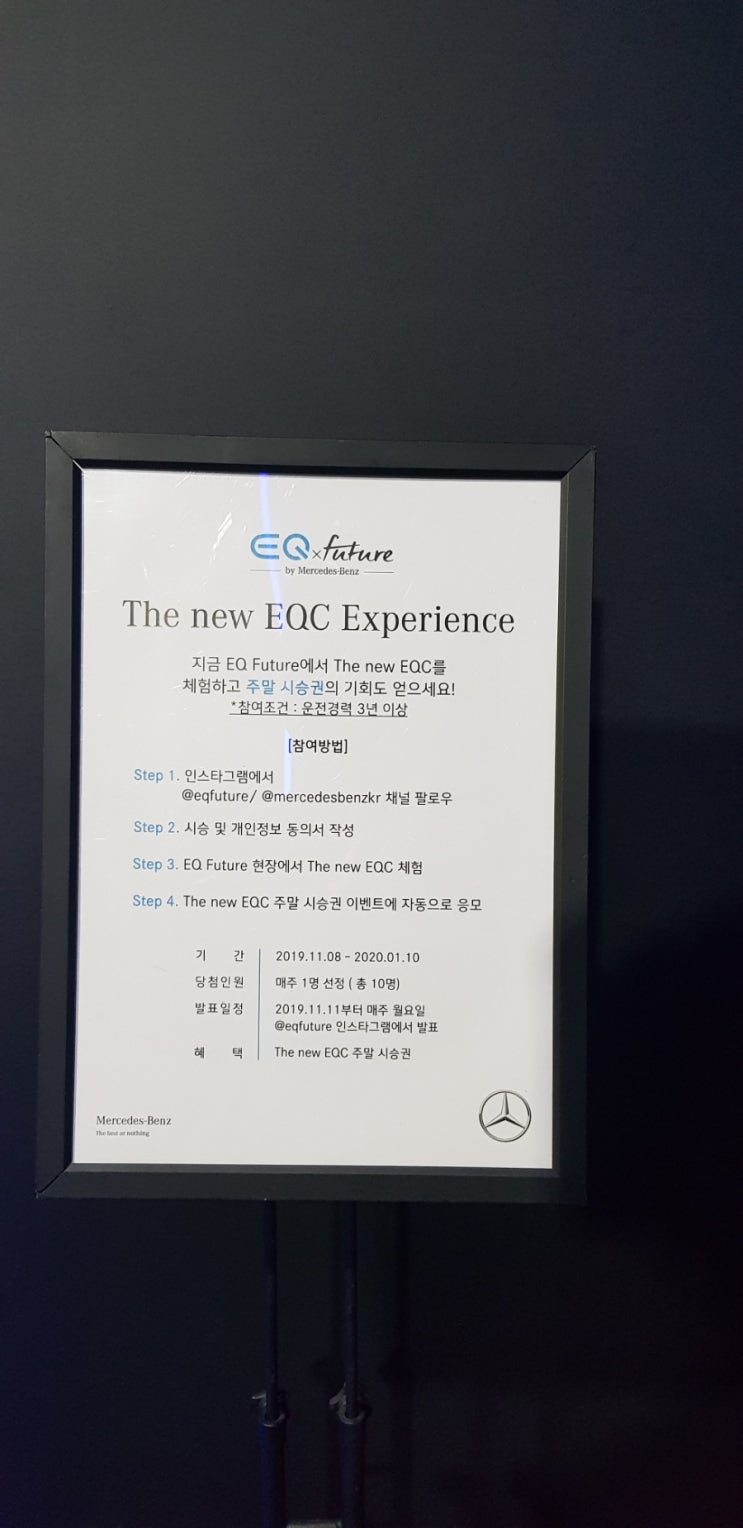 EQ×future
by Mercedes-Benz
The new EQC Experience
지금 EQ Future에서 The new EQC를
체험하고 주말 시승권의 기회도 얻으세요!
*참여조건 : 운전경력 3년 이상
[참여방법]
Step 1. 인스타그램에서
@eqfuture/ @mercedesbenzkr 채널 팔로우
Step 2. 시승 및 개인정보 동의서 작성
Step 3. EQ Future 현장에서 The new EQC 체험
Step 4. The new EQC 주말 시승권 이벤트에 자동으로 응모
기 간 2019.11.08 - 2020.01.10
당첨인원 매주 1명 선정 ( 총 10명)
발표일정 2019.11.11부터 매주 월요일
@eqfuture 인스타그램에서 발표
혜 택 The new EQC 주말 시승권
Mercedes-Benz
The best or nothing